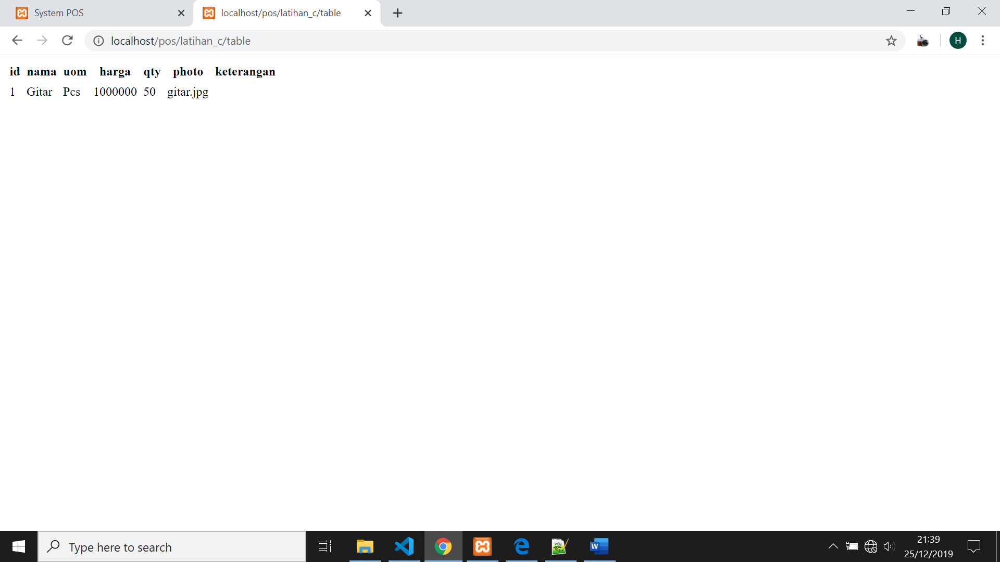 System POS
localhost/pos/latihan_c/table
localhost/pos/latihan_c/table
H
id nama uom harga qty photo keterangan
1 Gitar Pcs 1000000 50 gitar.jpg
Type here to search
W
21:39
25/12/2019